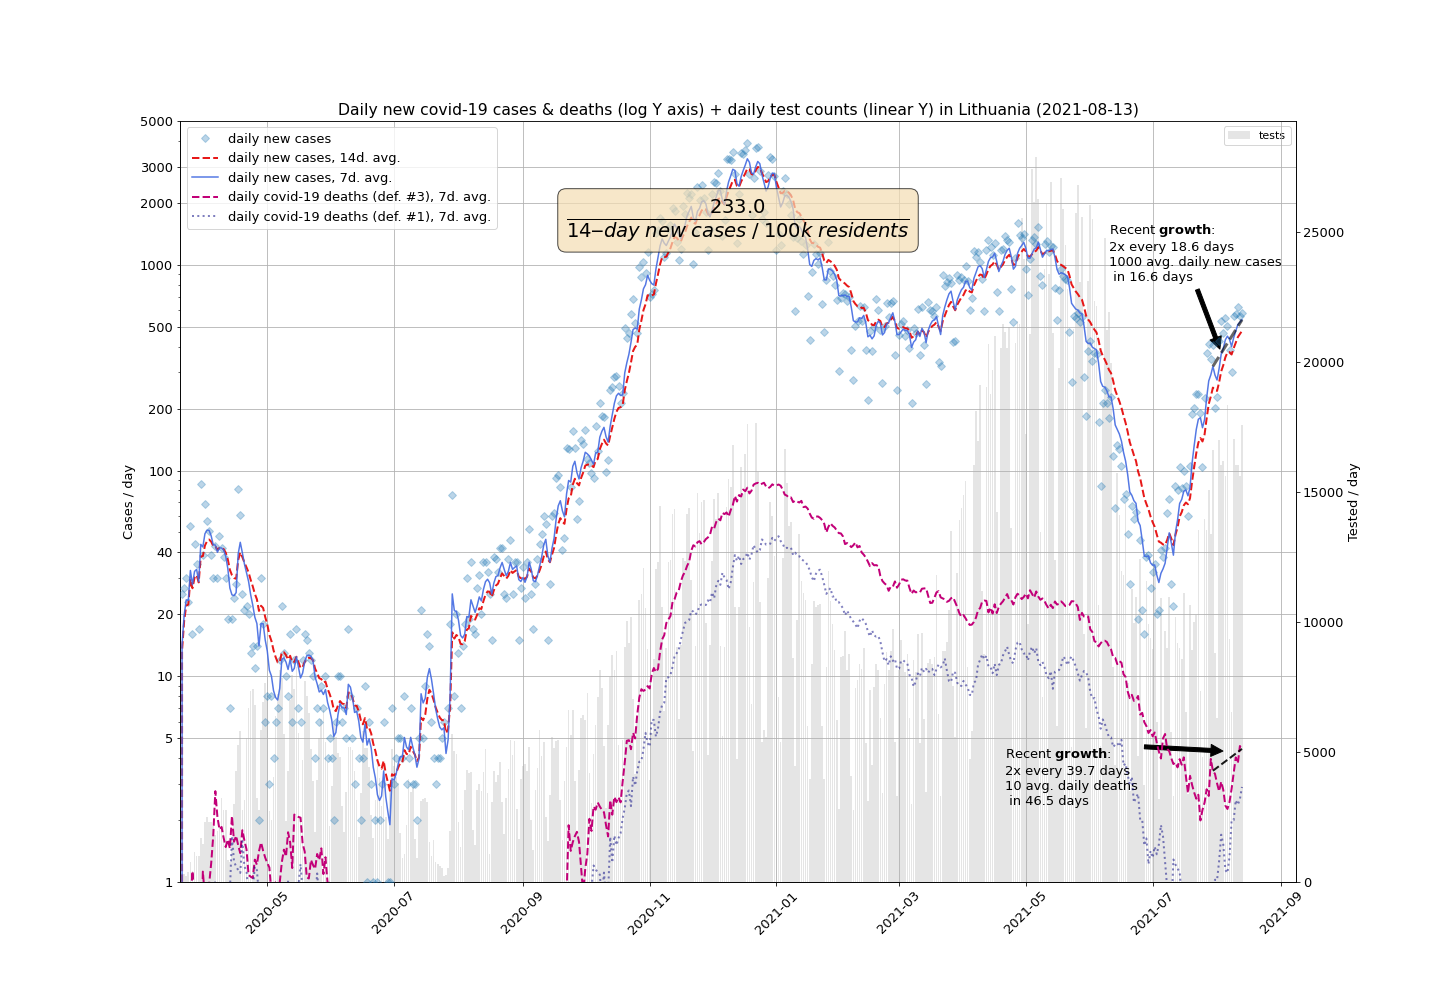 Daily new covid-19 cases & deaths (log Y axis) + daily test counts (linear Y) in Lithuania (2021-08-13)
daily new cases
daily new cases, 14d. avg.
daily new cases, 7d. avg.
daily covid-19 deaths (def. #3), 7d. avg.
daily covid-19 deaths (def. #1), 7d. avg.
tests
233.0
14–day new cases / 100k residents
Recent growth:
2x every 18.6 days
1000 avg. daily new cases
in 16.6 days
Recent growth:
2x every 39.7 days
10 avg. daily deaths
in 46.5 days
Cases / day
5000
3000
2000
1000
500
200
100
40
20
10
5
1
Tested / day
25000
20000
15000
10000
5000
0
2020-05
2020-07
2020-09
2020-11
2021-01
2021-03
2021-05
2021-07
2021-09